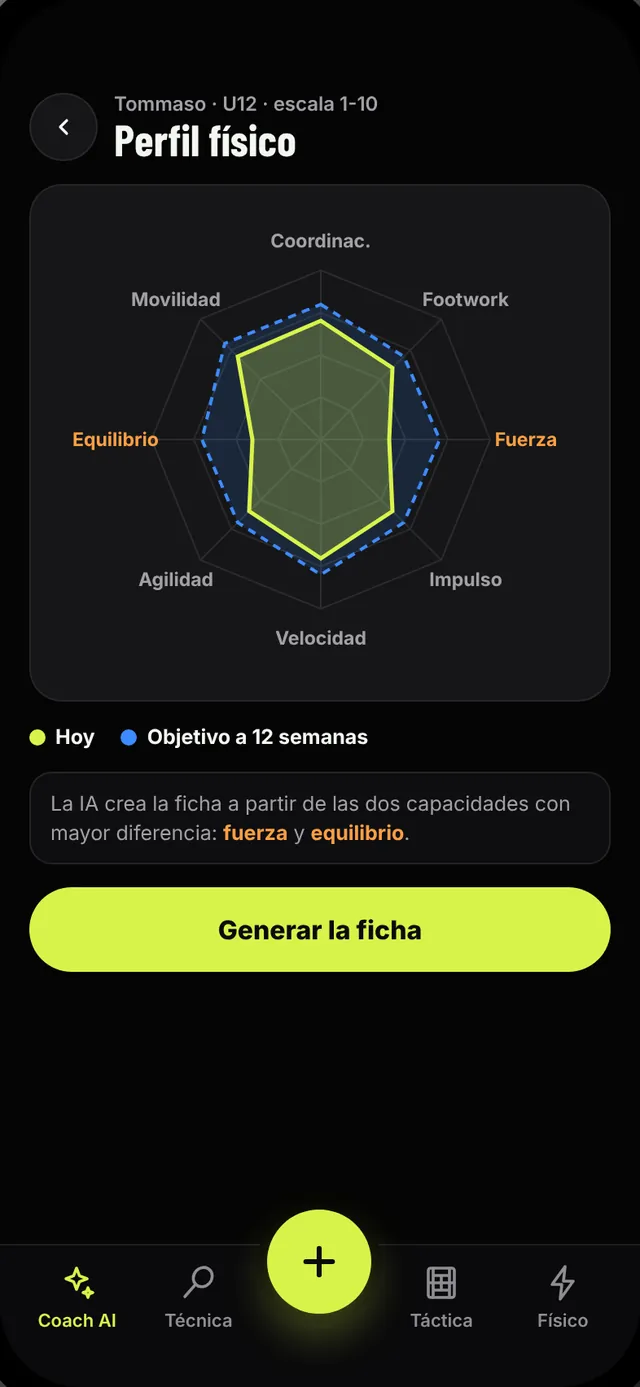 Tommaso · U12 · escala 1-10
Perfil físico
Coordinac.
Movilidad
Footwork
Equilibrio
Fuerza
Agilidad
Impulso
Velocidad
Hoy
Objetivo a 12 semanas
La IA crea la ficha a partir de las dos capacidades con
mayor diferencia: fuerza y equilibrio.
Generar la ficha
Coach AI
Técnica
Táctica
Físico